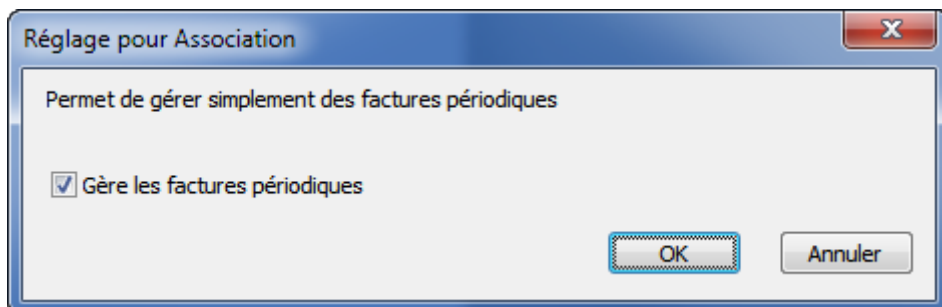 Réglage pour Association
Permet de gérer simplement des factures périodiques
Gère les factures périodiques
OK
Annuler